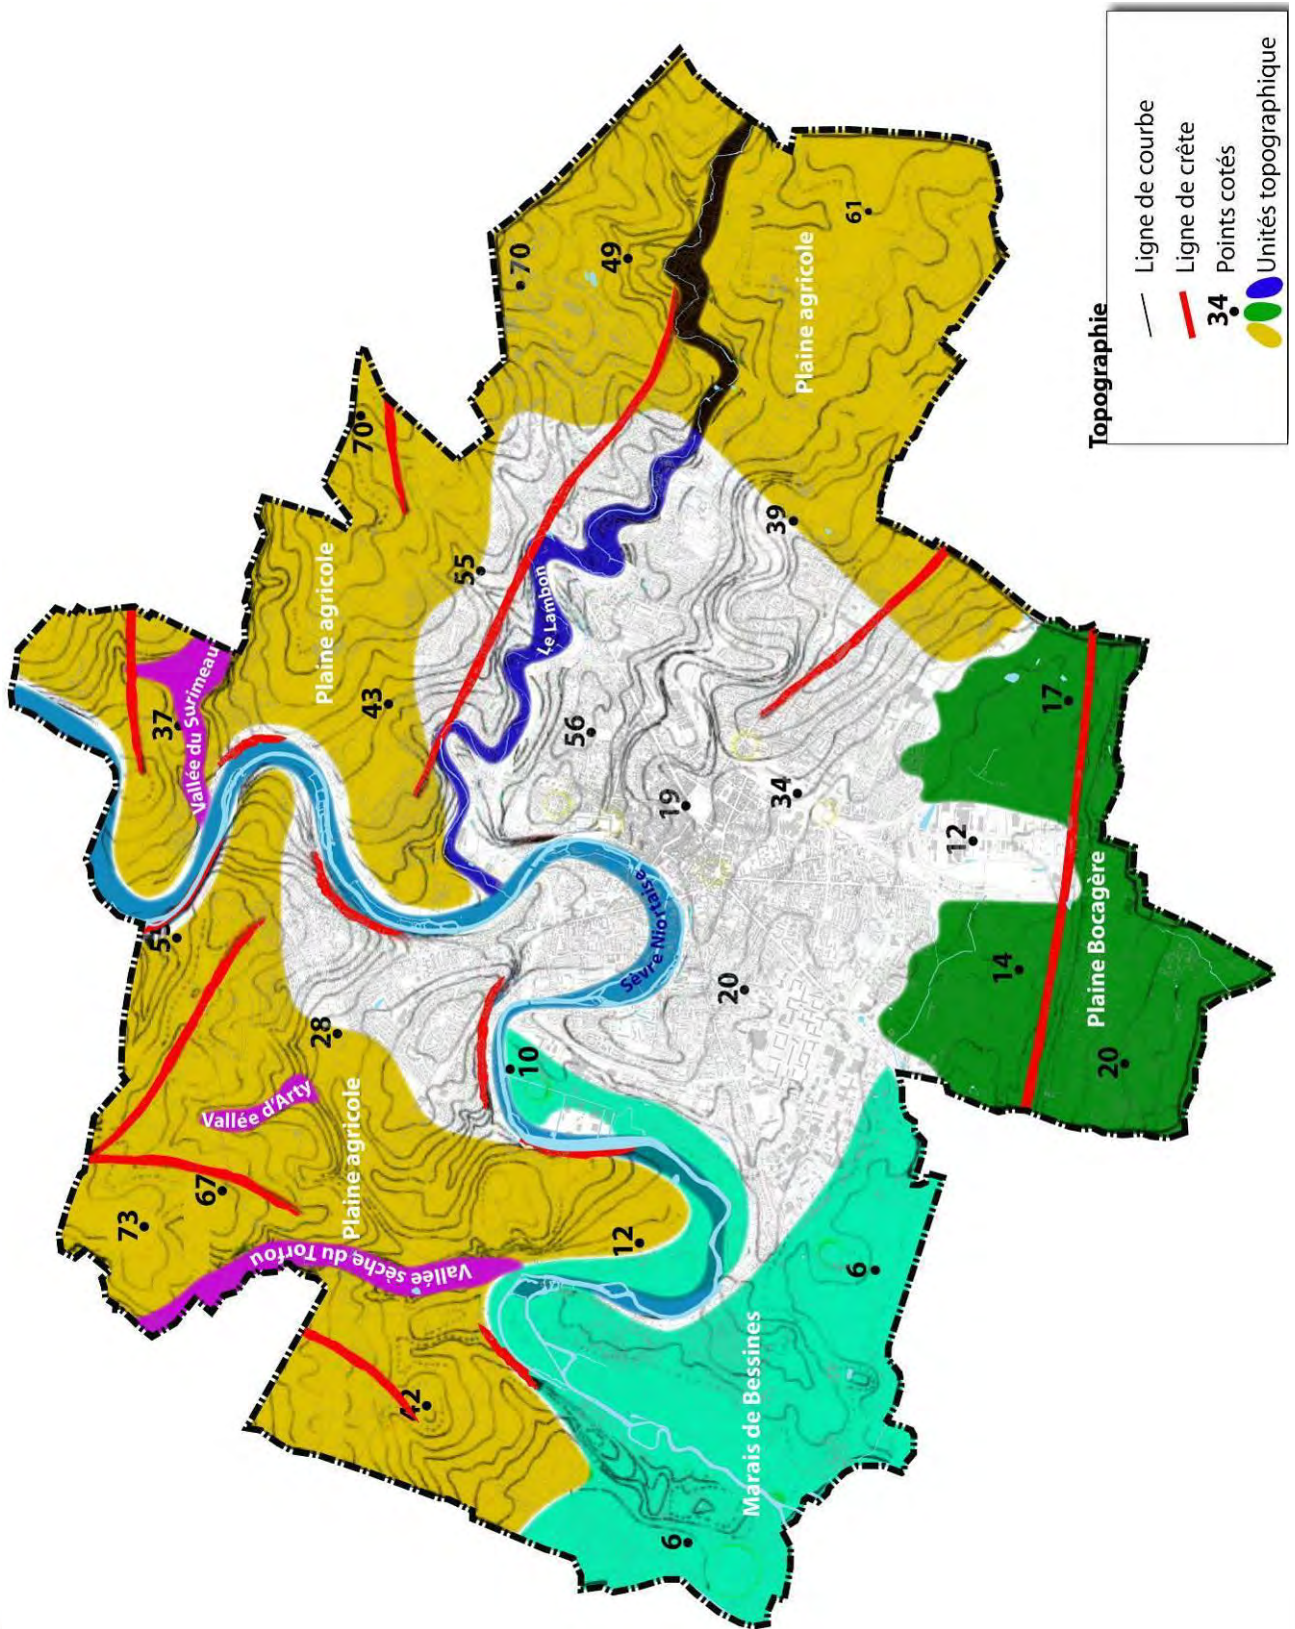 73
37
67
Vallée du Surimeau
Vallée d'Arty
Vallée sèche du Torfou
28
Plaine agricole
Plaine agricole
70
43
42
55
70
10
Le Lambon
56
49
12
Sèvre Niortaise
6
19
20
Marais de Bessines
39
34
Plaine agricole
61
6
12
14
17
Plaine Bocagère
20
Topographie
Ligne de courbe
Ligne de crête
34
Points cotés
Unités topographique